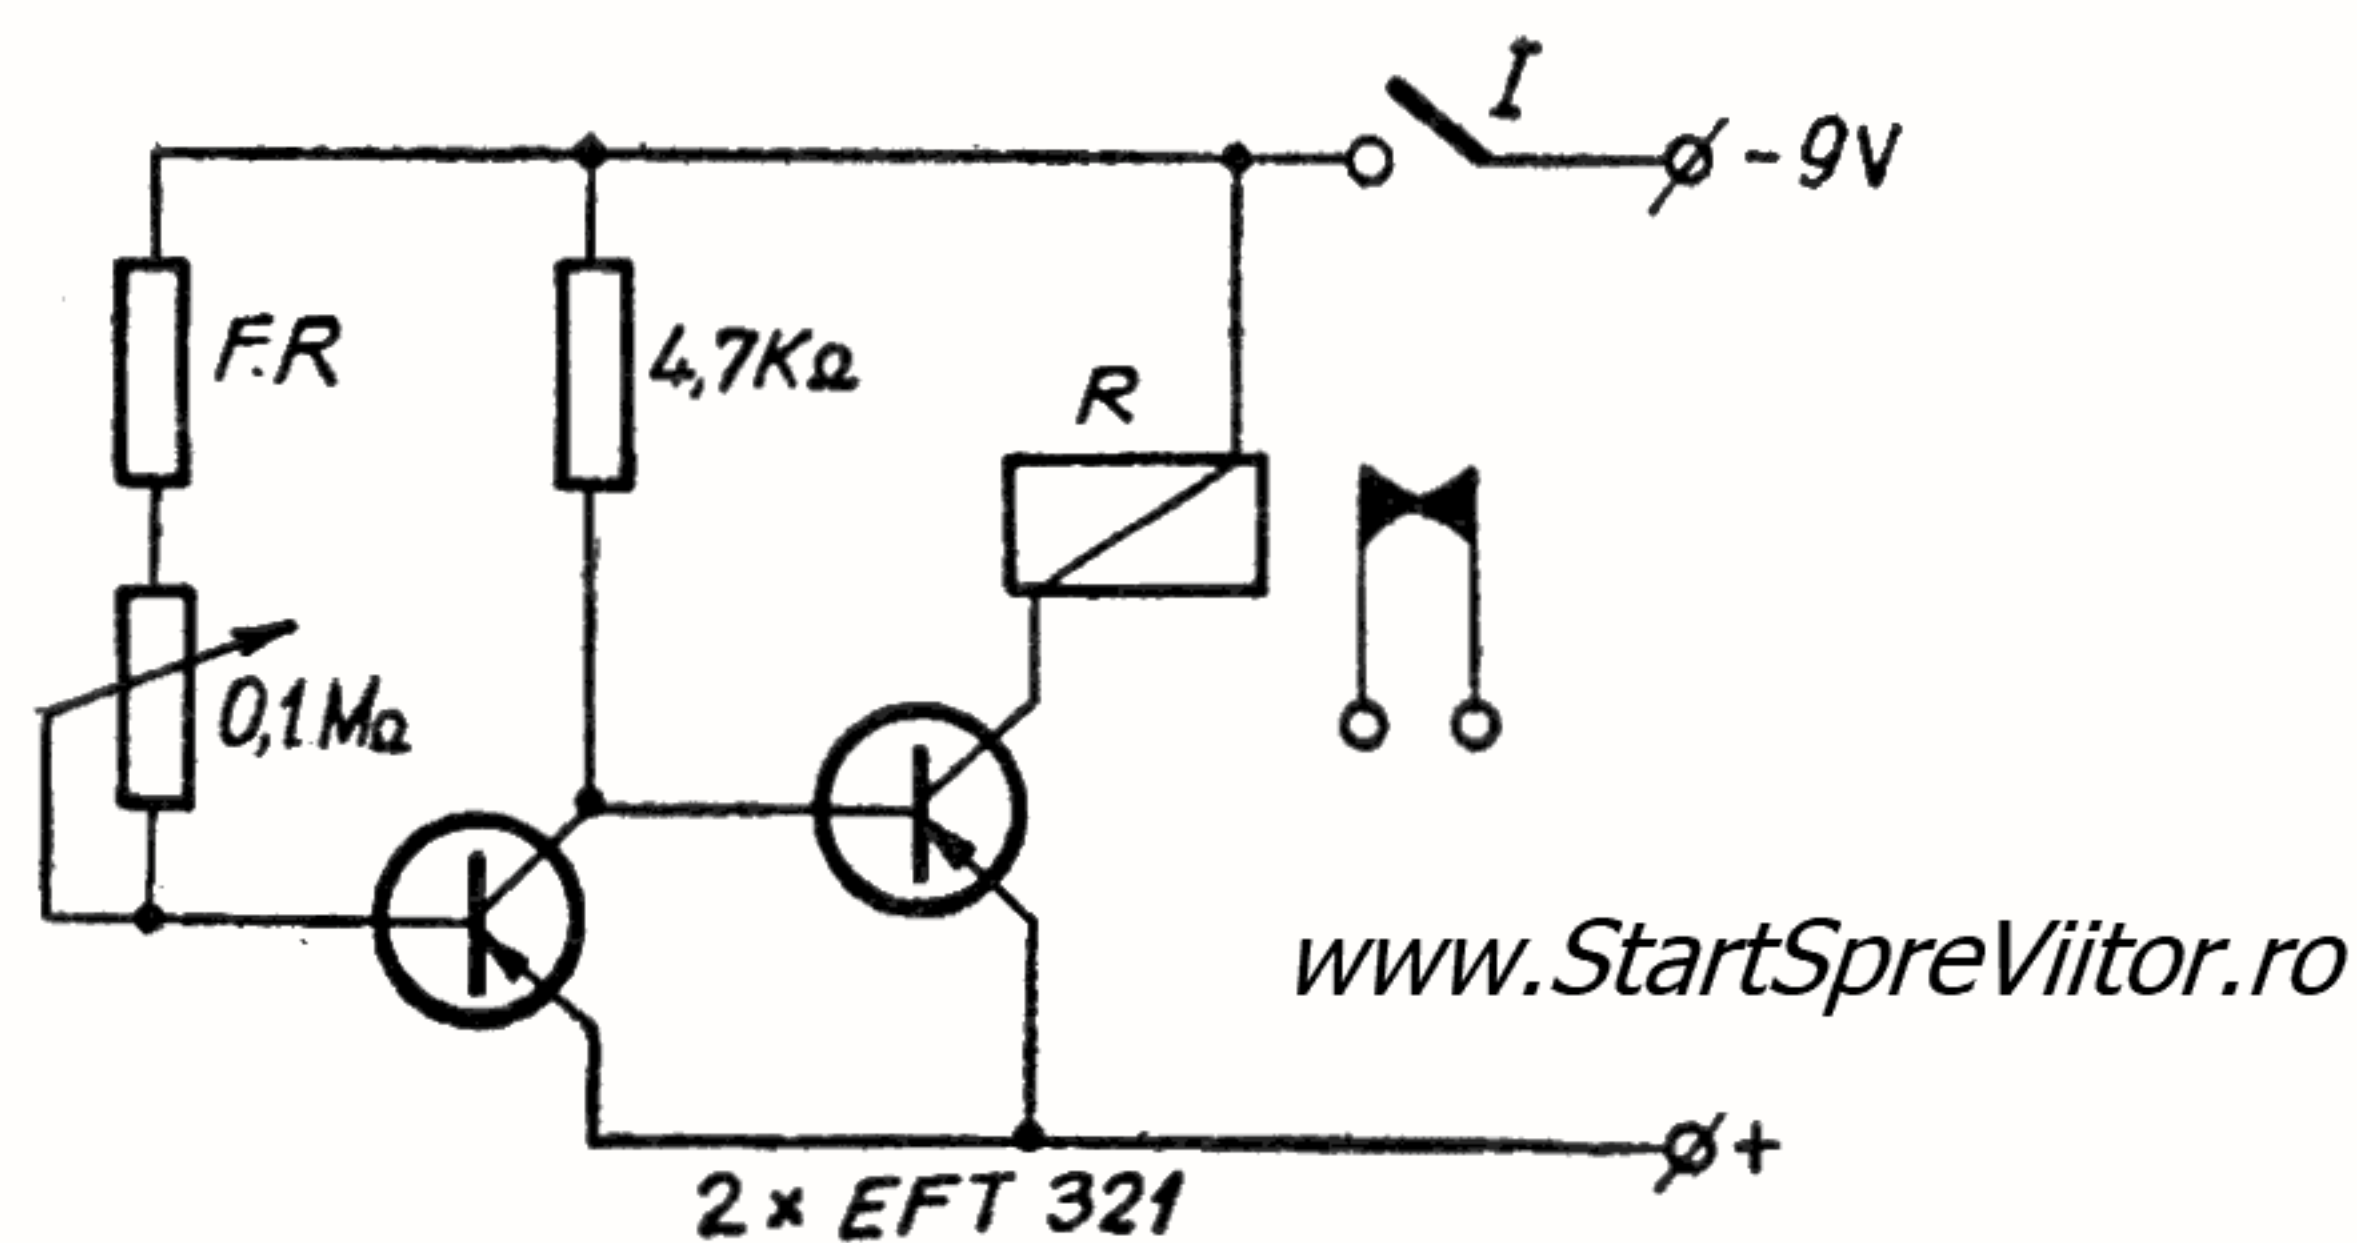 I
- 9V
F.R
4,7KΩ
R
0,1MΩ
www.StartSpreViitor.ro
+
2 x EFT 321